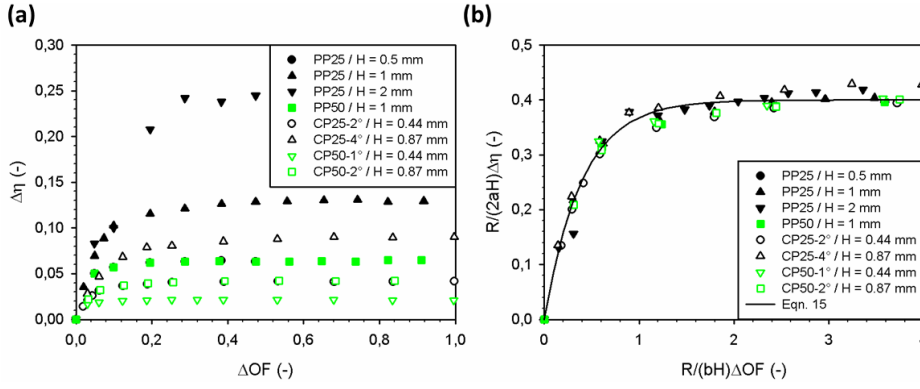 (a)
0,30
0,25
0,20
0,15
0,10
0,05
0,00
Δη (-)
PP25 / H = 0.5 mm
PP25 / H = 1 mm
PP25 / H = 2 mm
PP50 / H = 1 mm
CP25-2° / H = 0.44 mm
CP25-4° / H = 0.87 mm
CP50-1° / H = 0.44 mm
CP50-2° / H = 0.87 mm
0,0 0,2 0,4 0,6 0,8 1,0
ΔOF (-)
(b)
0,5
0,4
0,3
0,2
0,1
0,0
R/(2aH)Δη (-)
PP25 / H = 0.5 mm
PP25 / H = 1 mm
PP25 / H = 2 mm
PP50 / H = 1 mm
CP25-2° / H = 0.44 mm
CP25-4° / H = 0.87 mm
CP50-1° / H = 0.44 mm
CP50-2° / H = 0.87 mm
Eqn. 15
0 1 2 3 4
R/(bH)ΔOF (-)